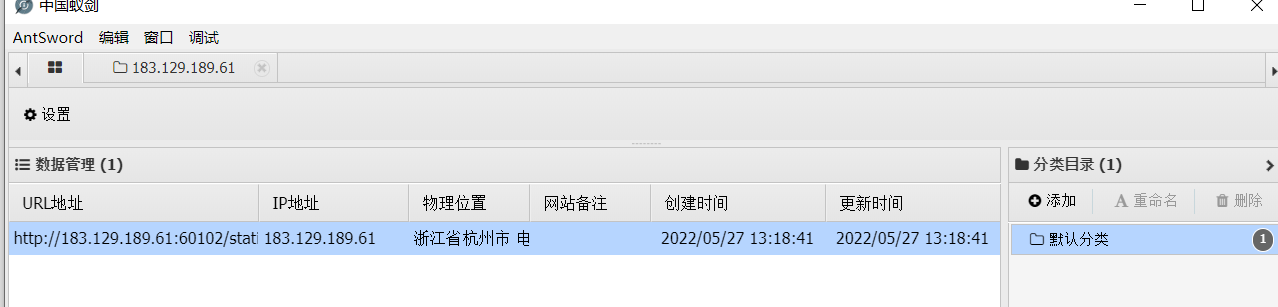 中国蚁剑
AntSword 编辑 窗口 调试
183.129.189.61
设置
数据管理 (1)
URL地址 IP地址 物理位置 网站备注 创建时间 更新时间
http://183.129.189.61:60102/stati 183.129.189.61 浙江省杭州市 电 2022/05/27 13:18:41 2022/05/27 13:18:41
分类目录 (1)
添加 重命名 删除
默认分类 1